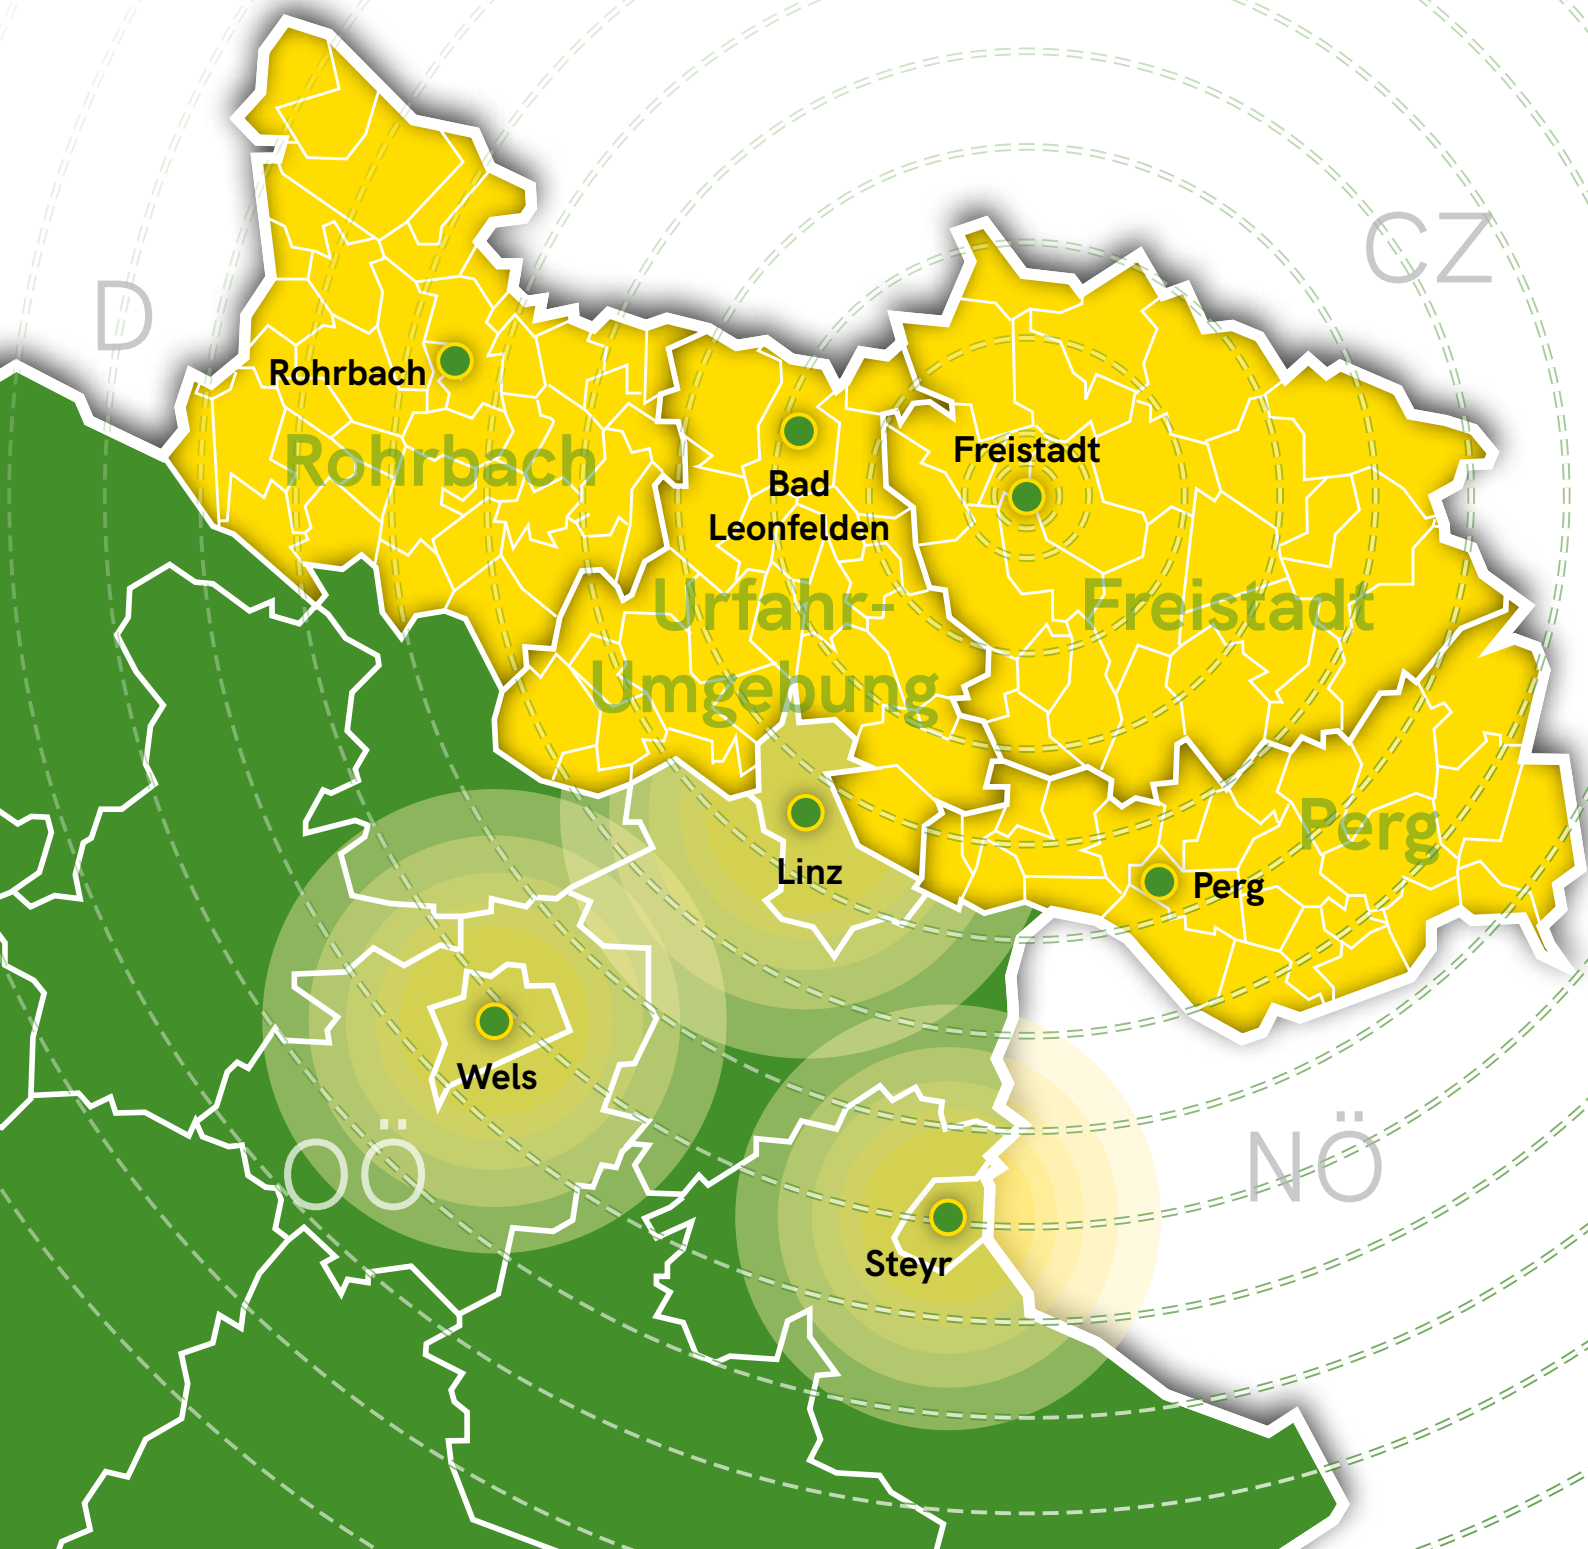 CZ
D
Rohrbach
Rohrbach
Freistadt
Bad
Leonfelden
Urfahr-
Umgebung
Freistadt
Perg
Linz
Perg
Wels
OÖ
NÖ
Steyr